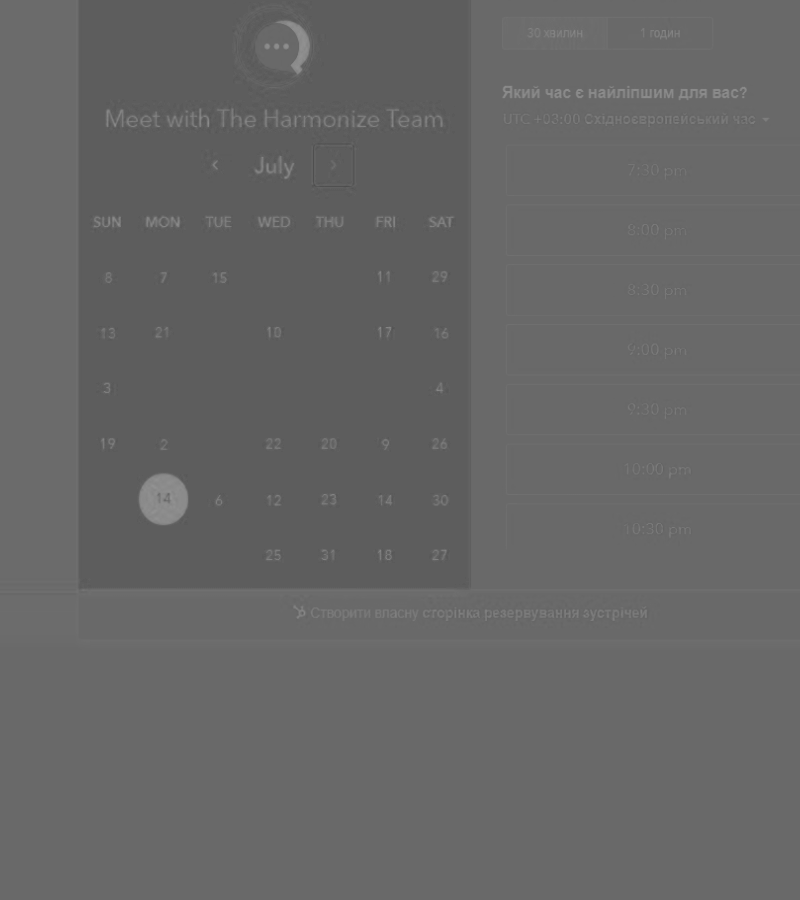 Meet with The Harmonize Team
July
SUN MON TUE WED THU FRI SAT
8 7 15 11 29
13 21 10 17 16
3 4
19 2 22 20 9 26
14 6 12 23 14 30
25 31 18 27
30 хвилин 1 годин
Який час є найліпшим для вас?
UTC +03:00 Східноєвропейський час
7:30 pm
8:00 pm
8:30 pm
9:00 pm
9:30 pm
10:00 pm
10:30 pm
Створити власну сторінка резервування зустрічей